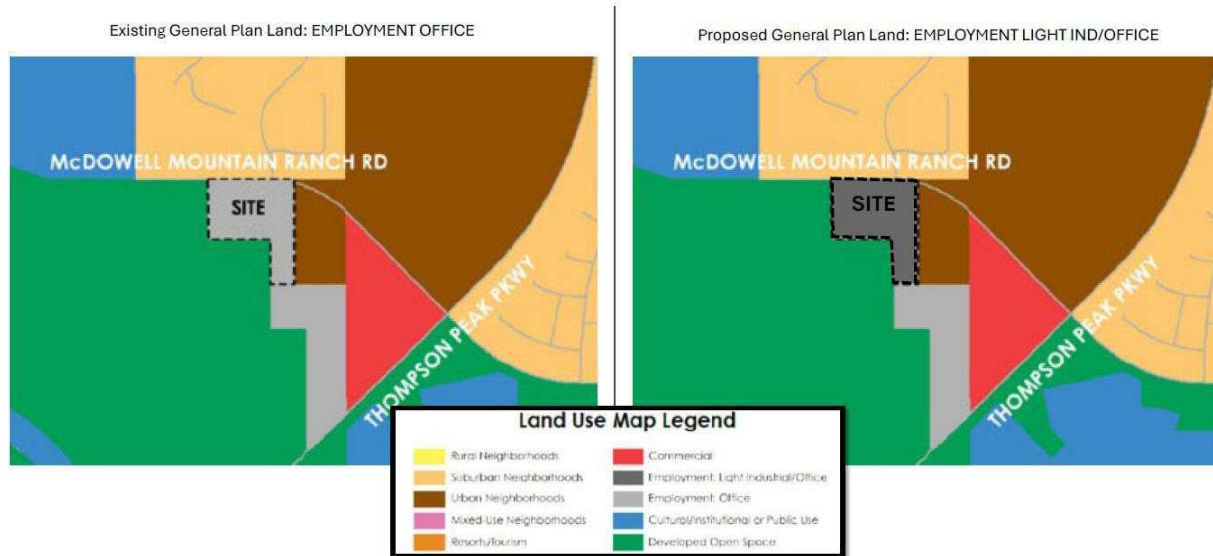 Existing General Plan Land: EMPLOYMENT OFFICE
McDOWELL MOUNTAIN RANCH RD
SITE
THOMPSON PEAK PKWY
Proposed General Plan Land: EMPLOYMENT LIGHT IND/OFFICE
McDOWELL MOUNTAIN RANCH RD
SITE
THOMPSON PEAK PKWY
Land Use Map Legend
Rural Neighborhoods
Suburban Neighborhoods
Urban Neighborhoods
Mixed-Use Neighborhoods
Resorts/Tourism
Commercial
Employment: Light Industrial/Office
Employment: Office
Cultural/Institutional or Public Use
Developed Open Space